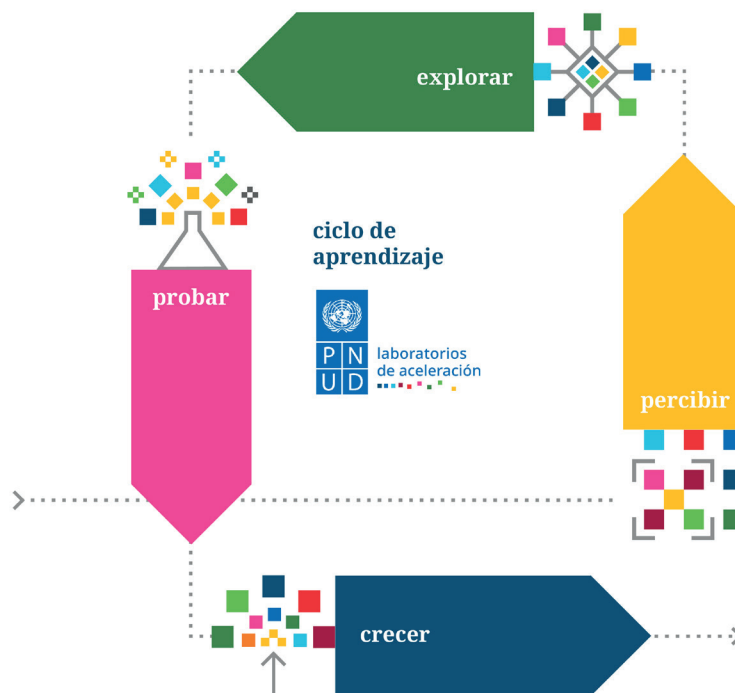 explorar
ciclo de
aprendizaje
probar
P N
U D
laboratorios
de aceleración
percibir
crecer